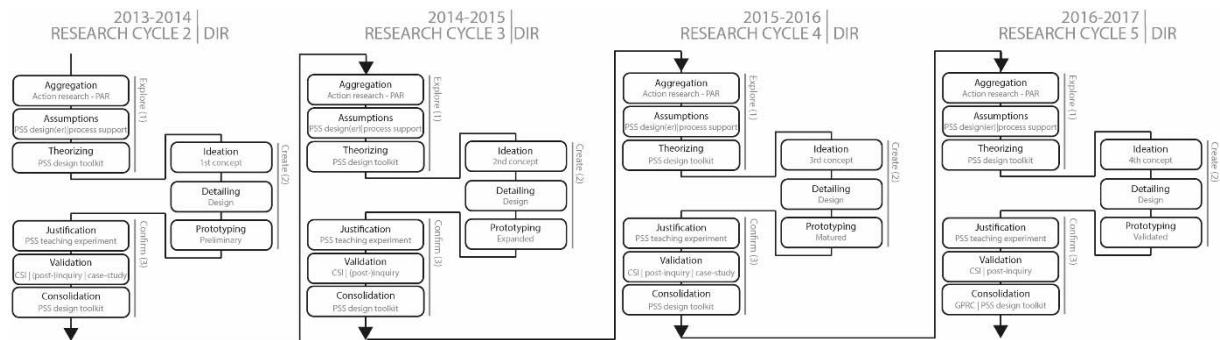 2013-2014
RESEARCH CYCLE 2 | DIR
Aggregation
Action research - PAR
Assumptions
PSS design(er)|process support
Theorizing
PSS design toolkit
Explore (1)
Ideation
1st concept
Detailing
Design
Prototyping
Preliminary
Create (2)
Justification
PSS teaching experiment
Validation
CSI | (post-)inquiry | case-study
Consolidation
PSS design toolkit
Confirm (3)
2014-2015
RESEARCH CYCLE 3 | DIR
Aggregation
Action research - PAR
Assumptions
PSS design(er)|process support
Theorizing
PSS design toolkit
Explore (1)
Ideation
2nd concept
Detailing
Design
Prototyping
Expanded
Create (2)
Justification
PSS teaching experiment
Validation
CSI | (post-)inquiry
Consolidation
PSS design toolkit
Confirm (3)
2015-2016
RESEARCH CYCLE 4 | DIR
Aggregation
Action research - PAR
Assumptions
PSS design(er)|process support
Theorizing
PSS design toolkit
Explore (1)
Ideation
3rd concept
Detailing
Design
Prototyping
Matured
Create (2)
Justification
PSS teaching experiment
Validation
CSI | post-inquiry | case-study
Consolidation
PSS design toolkit
Confirm (3)
2016-2017
RESEARCH CYCLE 5 | DIR
Aggregation
Action research - PAR
Assumptions
PSS design(er)|process support
Theorizing
PSS design toolkit
Explore (1)
Ideation
4th concept
Detailing
Design
Prototyping
Validated
Create (2)
Justification
PSS teaching experiment
Validation
CSI | post-inquiry
Consolidation
GPRC | PSS design toolkit
Confirm (3)